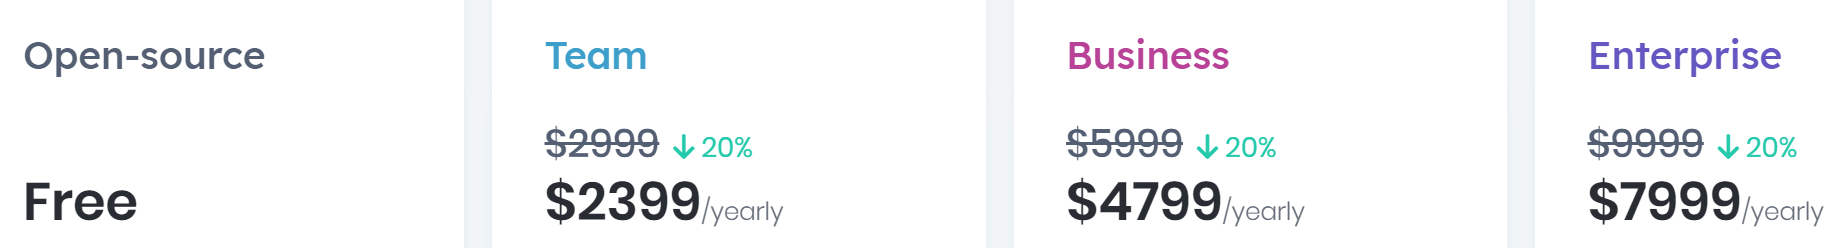 Open-source
Free
Team
$2999 ↓ 20%
$2399/yearly
Business
$5999 ↓ 20%
$4799/yearly
Enterprise
$9999 ↓ 20%
$7999/yearly